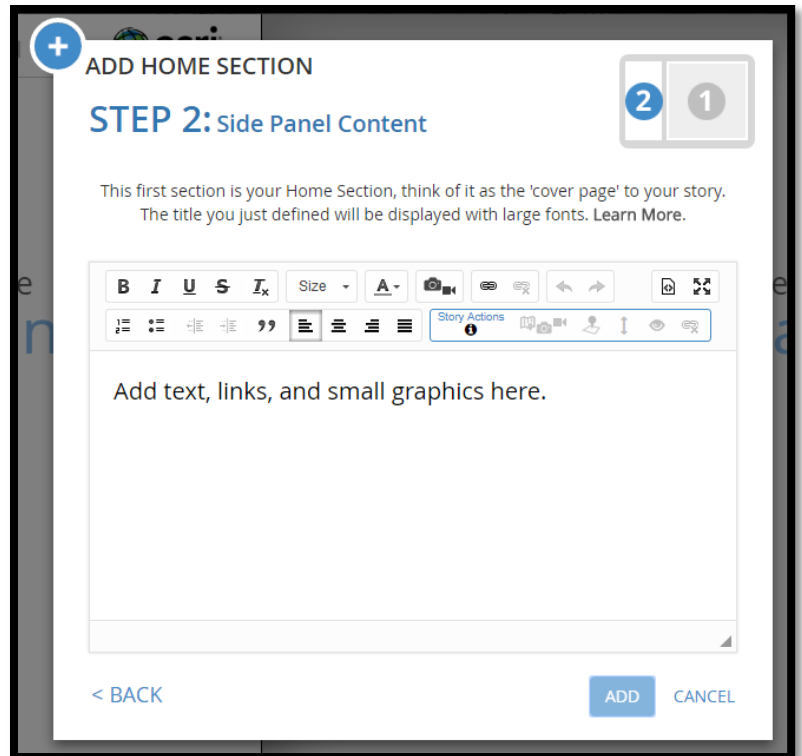 esri
ADD HOME SECTION
STEP 2: Side Panel Content
2 1
This first section is your Home Section, think of it as the 'cover page' to your story.
The title you just defined will be displayed with large fonts. Learn More.
B I U S Ix Size A
Story Actions
Add text, links, and small graphics here.
< BACK
ADD CANCEL